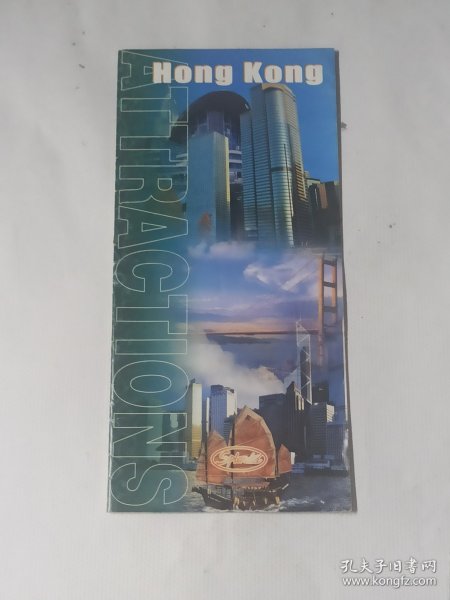 Hong Kong
ATTRACTIONS
孔夫子旧书网
www.kongfz.com